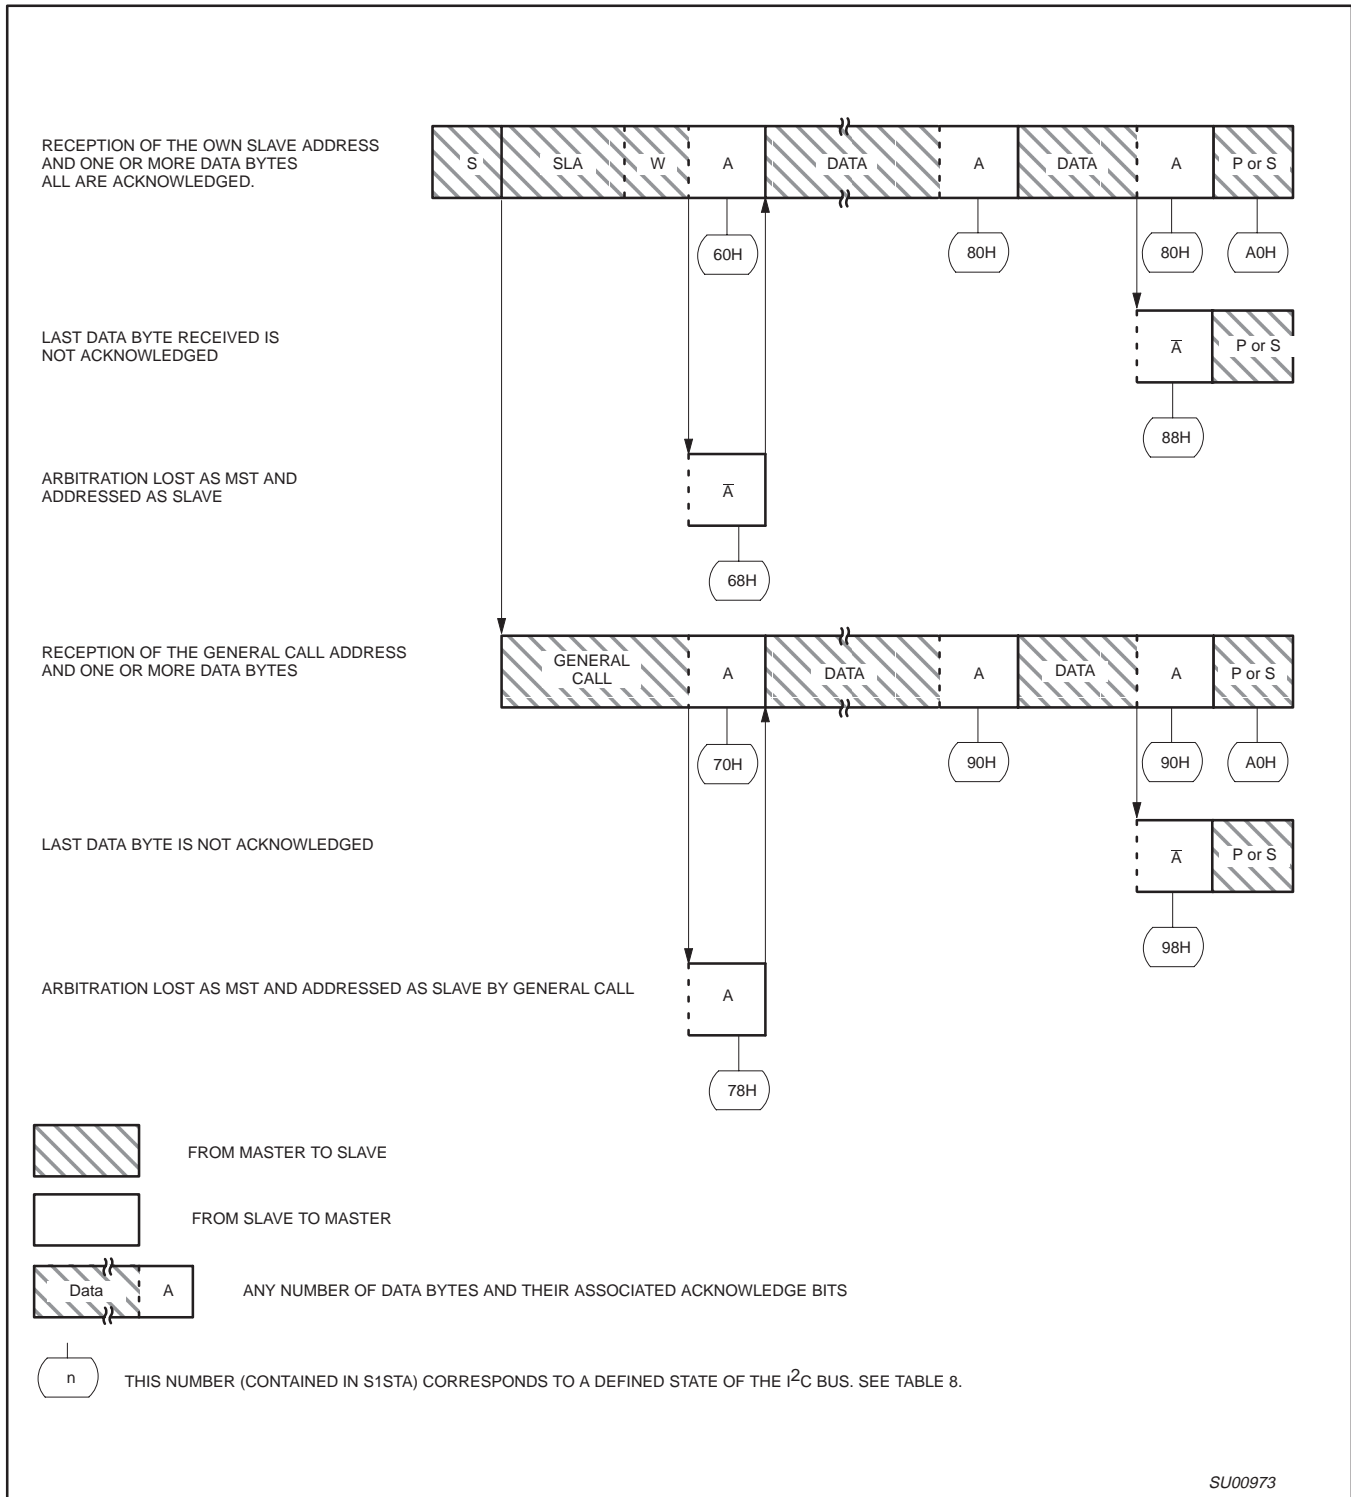 RECEPTION OF THE OWN SLAVE ADDRESS
AND ONE OR MORE DATA BYTES
ALL ARE ACKNOWLEDGED.
S SLA W A DATA A DATA A P or S
60H 80H 80H A0H
LAST DATA BYTE RECEIVED IS
NOT ACKNOWLEDGED
A̅ P or S
88H
ARBITRATION LOST AS MST AND
ADDRESSED AS SLAVE
A̅
68H
RECEPTION OF THE GENERAL CALL ADDRESS
AND ONE OR MORE DATA BYTES
GENERAL
CALL
A DATA A DATA A P or S
70H 90H 90H A0H
LAST DATA BYTE IS NOT ACKNOWLEDGED
A̅ P or S
98H
ARBITRATION LOST AS MST AND ADDRESSED AS SLAVE BY GENERAL CALL
A
78H
FROM MASTER TO SLAVE
FROM SLAVE TO MASTER
Data A ANY NUMBER OF DATA BYTES AND THEIR ASSOCIATED ACKNOWLEDGE BITS
n THIS NUMBER (CONTAINED IN S1STA) CORRESPONDS TO A DEFINED STATE OF THE I²C BUS. SEE TABLE 8.
SU00973